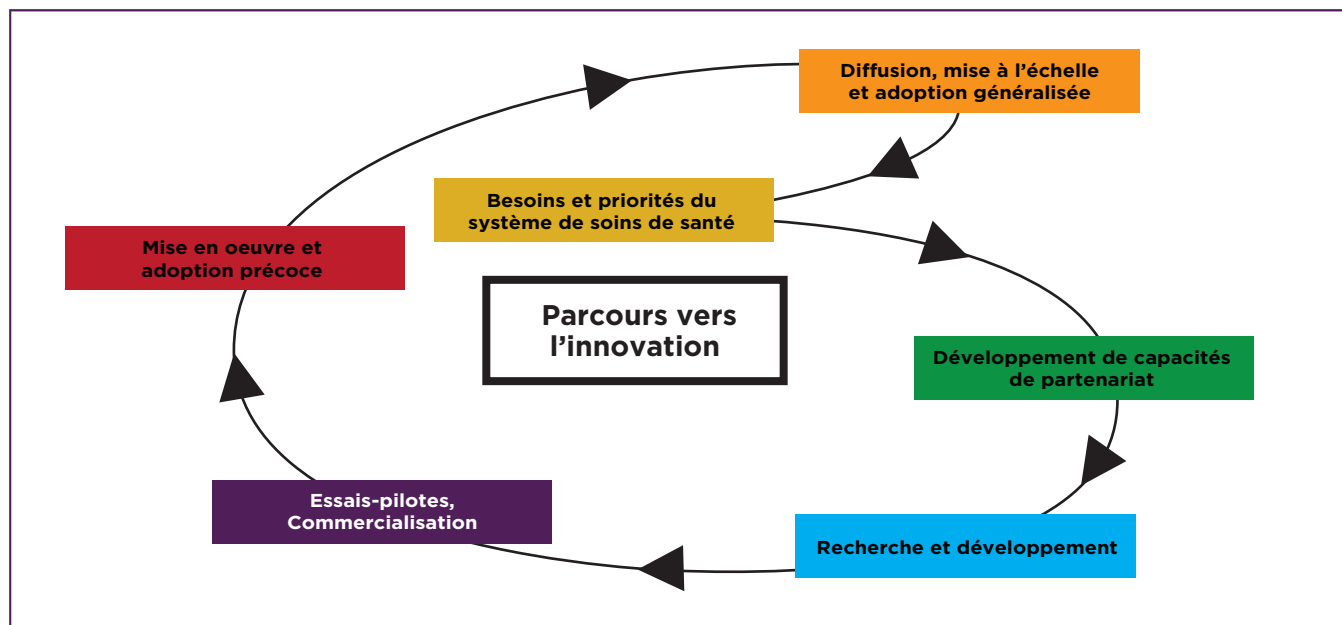 Diffusion, mise à l'échelle
et adoption généralisée
Besoins et priorités du
système de soins de santé
Mise en oeuvre et
adoption précoce
Parcours vers
l'innovation
Développement de capacités
de partenariat
Essais-pilotes,
Commercialisation
Recherche et développement